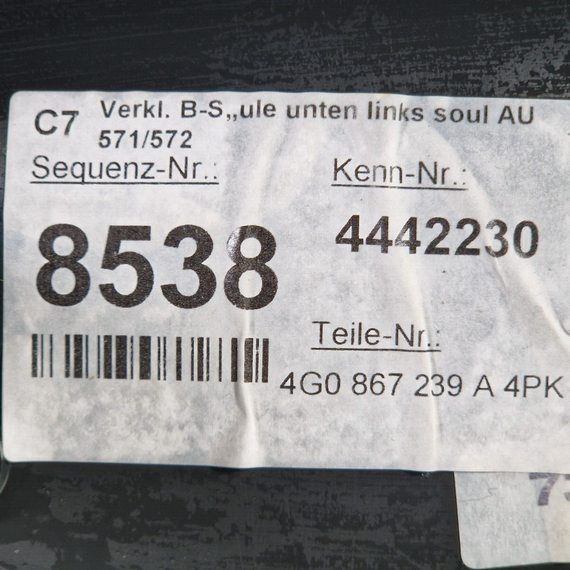 C7 Verkl. B-S„ule unten links soul AU
571/572
Sequenz-Nr.:
Kenn-Nr.:
8538
4442230
Teile-Nr.:
4G0 867 239 A 4PK